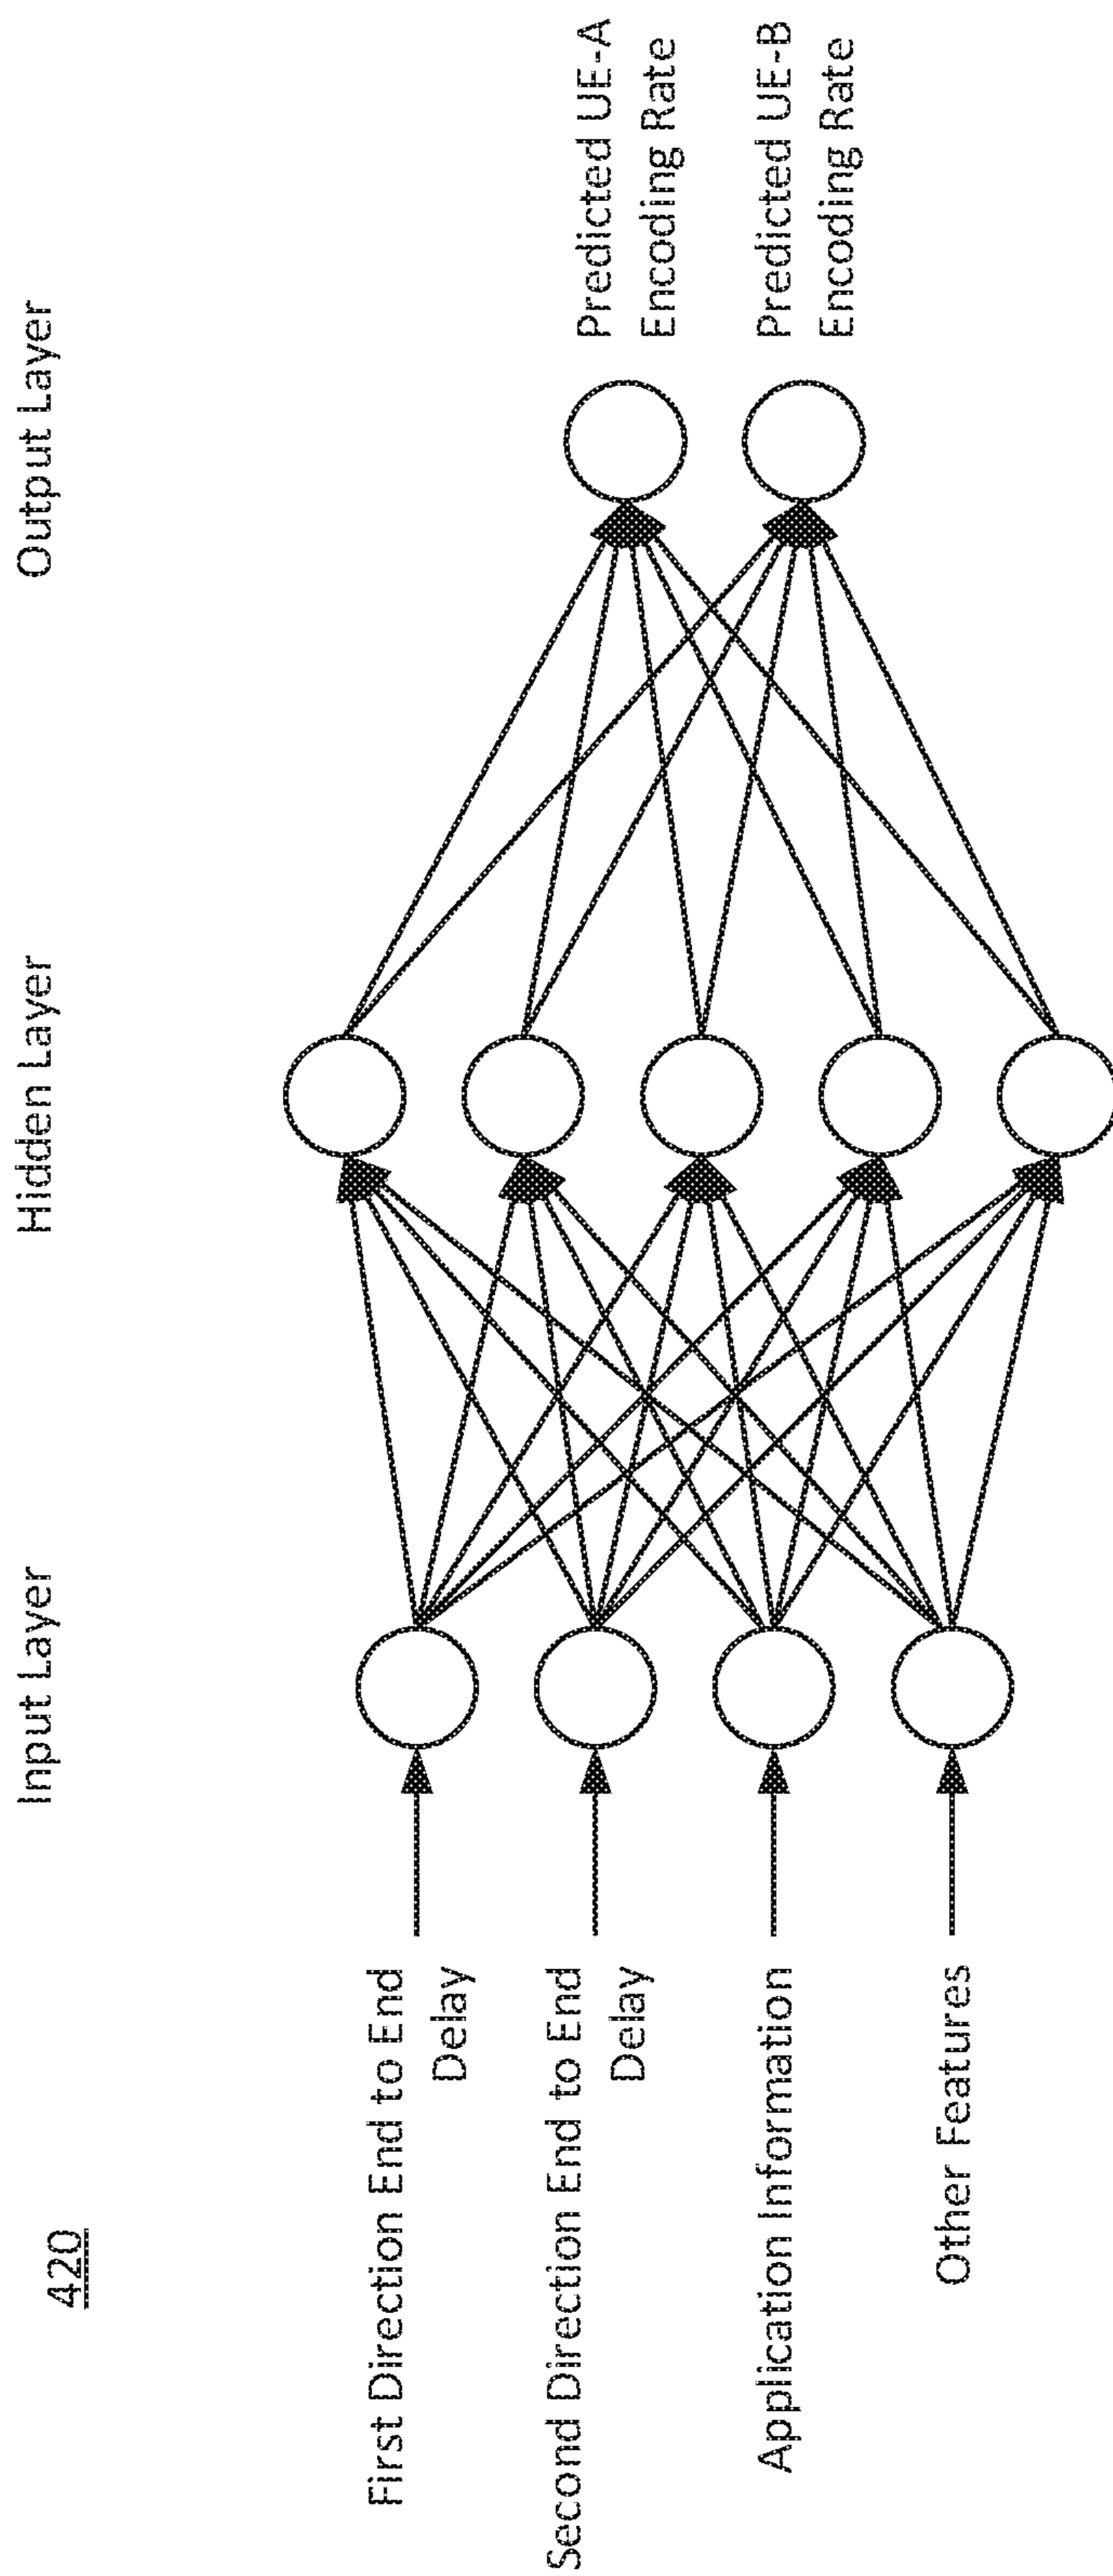 420
Input Layer
Hidden Layer
Output Layer
First Direction End to End
Delay
Second Direction End to End
Delay
Application Information
Other Features
Predicted UE-A
Encoding Rate
Predicted UE-B
Encoding Rate